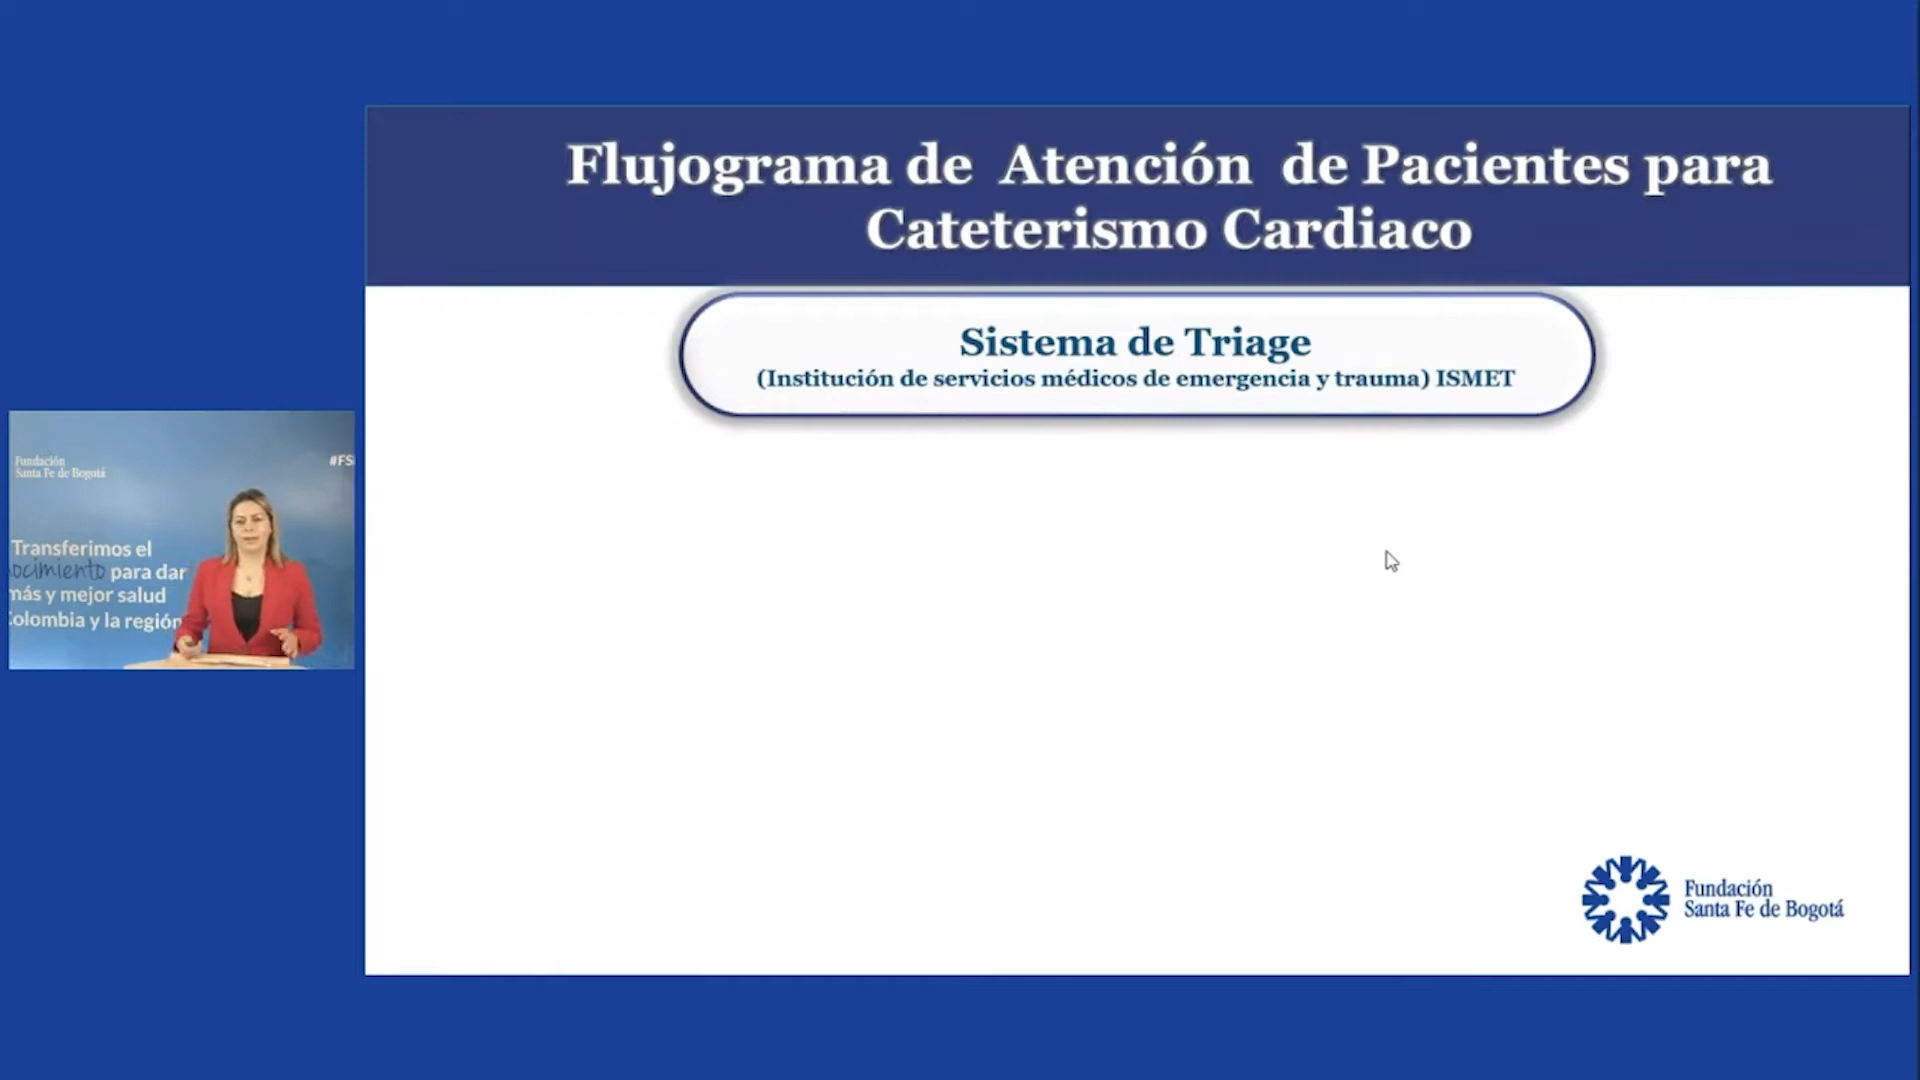 Flujograma de Atención de Pacientes para
Cateterismo Cardiaco
Sistema de Triage
(Institución de servicios médicos de emergencia y trauma) ISMET
Fundación
Santa Fe de Bogotá
#FS
Transferimos el
para dar
más y mejor salud
Colombia y la región
Fundación
Santa Fe de Bogotá